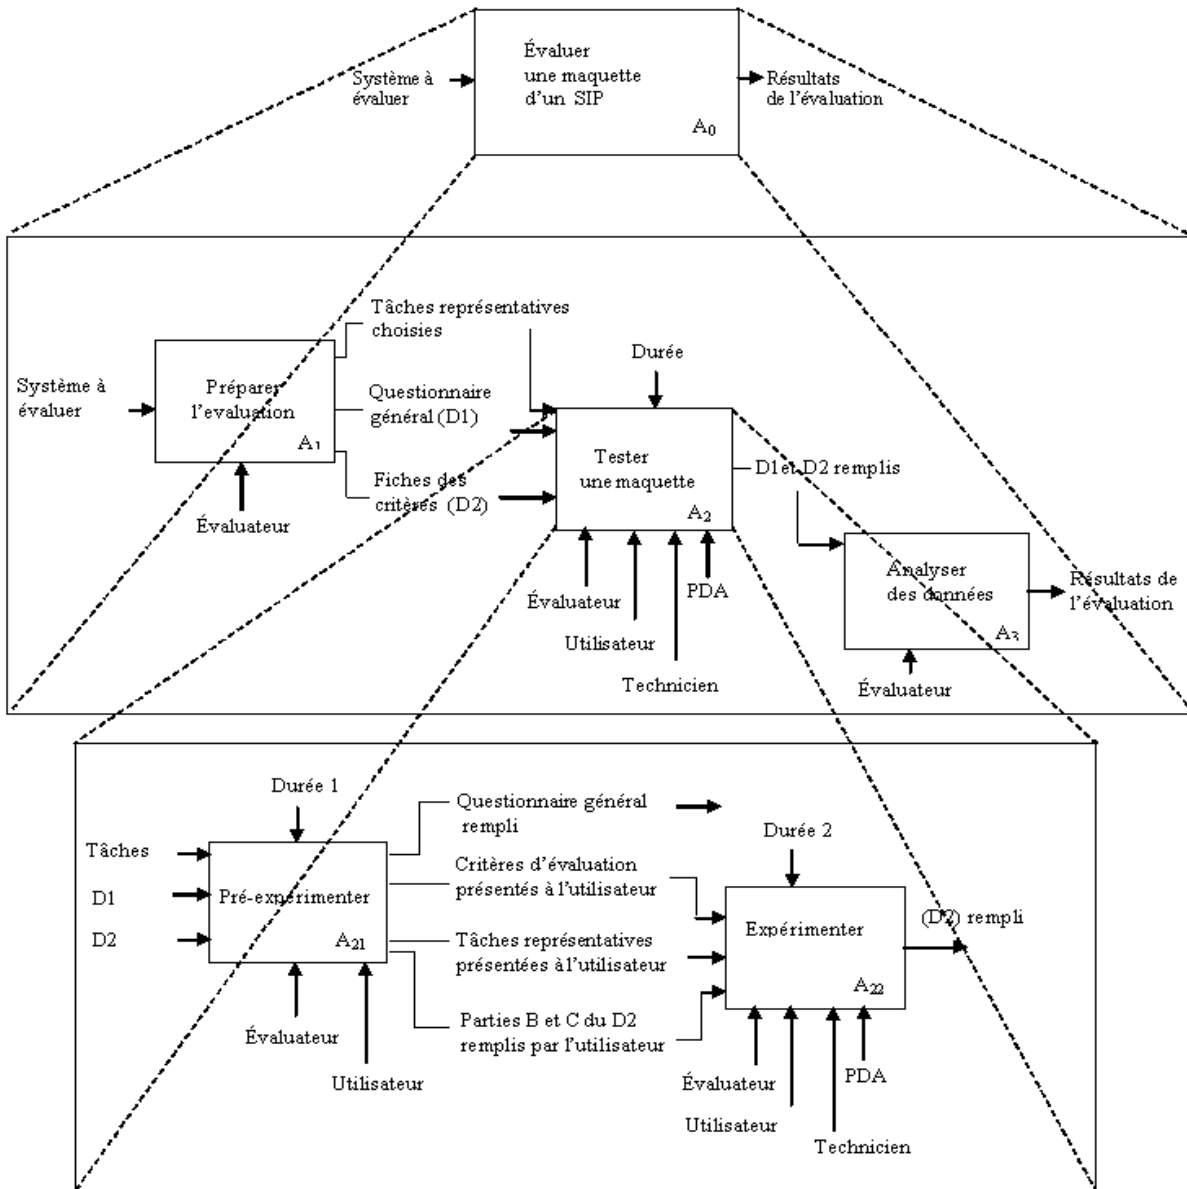 Évaluer
une maquette
d'un SIP
A0
Système à
évaluer
Résultats
de l'évaluation
Tâches représentatives
choisies
Système à
évaluer
Préparer
l'evaluation
A1
Questionnaire
général (D1)
Fiches des
critères (D2)
Évaluateur
Durée
Tester
une maquette
A2
D1 et D2 remplis
Évaluateur
PDA
Utilisateur
Technicien
Analyser
des données
A3
Résultats de
l'évaluation
Évaluateur
Durée 1
Tâches
D1
D2
Pré-expérimenter
A21
Évaluateur
Utilisateur
Questionnaire général
rempli
Critères d'évaluation
présentés à l'utilisateur
Tâches représentatives
présentées à l'utilisateur
Parties B et C du D2
remplis par l'utilisateur
Durée 2
Expérimenter
A22
(D2) rempli
Évaluateur
PDA
Utilisateur
Technicien